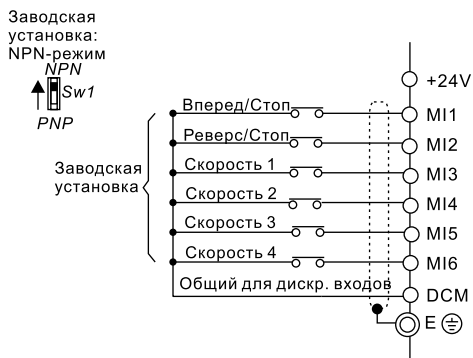 Заводская
установка:
NPN-режим
NPN
Sw1
PNP
+24V
Вперед/Стоп
MI1
Реверс/Стоп
MI2
Заводская
установка
Скорость 1
MI3
Скорость 2
MI4
Скорость 3
MI5
Скорость 4
MI6
Общий для дискр. входов
DCM
E